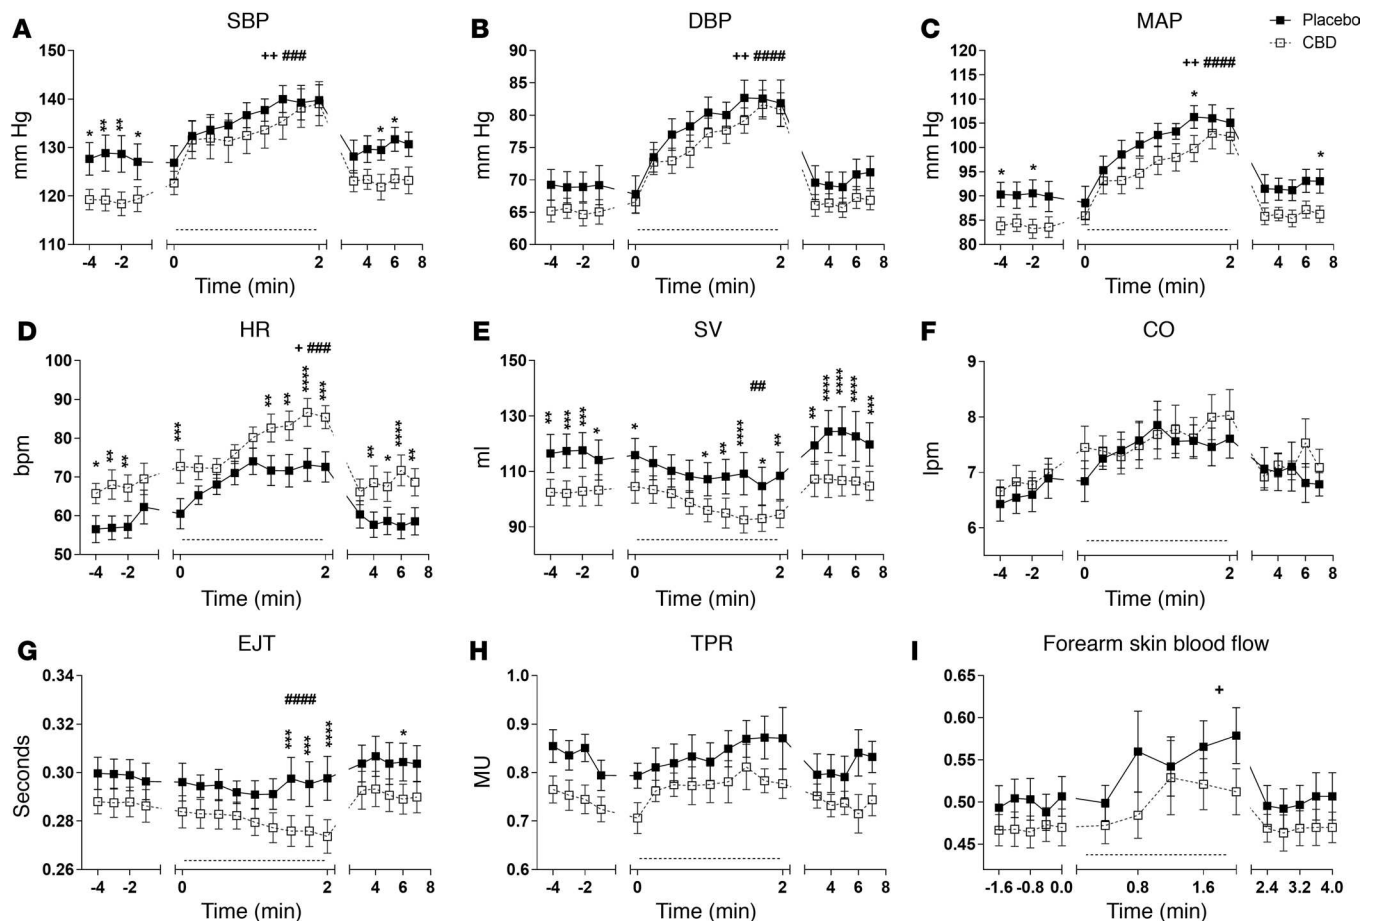 A SBP
150
140
130
120
110
mm Hg
* ** ** * * * ++ ###
-4 -2 0 2 4 6 8
Time (min)
B DBP
90
85
80
75
70
65
60
mm Hg
++ ####
-4 -2 0 2 4 6 8
Time (min)
C MAP
120
115
110
105
100
95
90
85
80
mm Hg
* * * * ++ ####
-4 -2 0 2 4 6 8
Time (min)
Placebo
CBD
D HR
100
90
80
70
60
50
bpm
* ** ** *** ** ** **** *** ** * **** ** + ###
-4 -2 0 2 4 6 8
Time (min)
E SV
150
130
110
90
ml
** *** *** * * * ** **** * ** ** **** **** **** *** ##
-4 -2 0 2 4 6 8
Time (min)
F CO
9
8
7
6
lpm
-4 -2 0 2 4 6 8
Time (min)
G EJT
0.34
0.32
0.30
0.28
0.26
Seconds
#### *** *** **** *
-4 -2 0 2 4 6 8
Time (min)
H TPR
1.0
0.9
0.8
0.7
0.6
MU
-4 -2 0 2 4 6 8
Time (min)
I Forearm skin blood flow
0.65
0.60
0.55
0.50
0.45
+
-1.6 -0.8 0.0 0.8 1.6 2.4 3.2 4.0
Time (min)